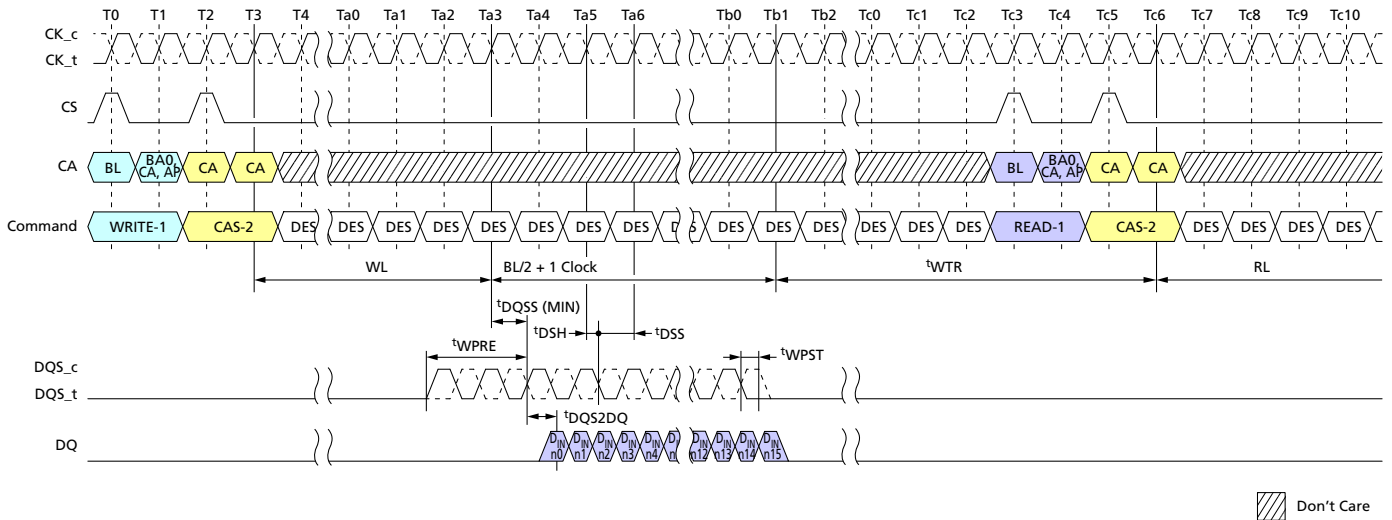 T0 T1 T2 T3 T4 Ta0 Ta1 Ta2 Ta3 Ta4 Ta5 Ta6 Tb0 Tb1 Tb2 Tc0 Tc1 Tc2 Tc3 Tc4 Tc5 Tc6 Tc7 Tc8 Tc9 Tc10
CK_c
CK_t
CS
CA BL BA0, CA, AP CA CA BL BA0, CA, AP CA CA
Command WRITE-1 CAS-2 DES DES DES DES DES DES DES DES DES DES DES DES DES DES READ-1 CAS-2 DES DES DES DES
WL BL/2 + 1 Clock tWTR RL
tDQSS (MIN)
tDSH tDSS
tWPRE tWPST
DQS_c
DQS_t
tDQS2DQ
DQ DIN n0 DIN n1 DIN n2 DIN n3 DIN n4 DIN n12 DIN n13 DIN n14 DIN n15
Don't Care